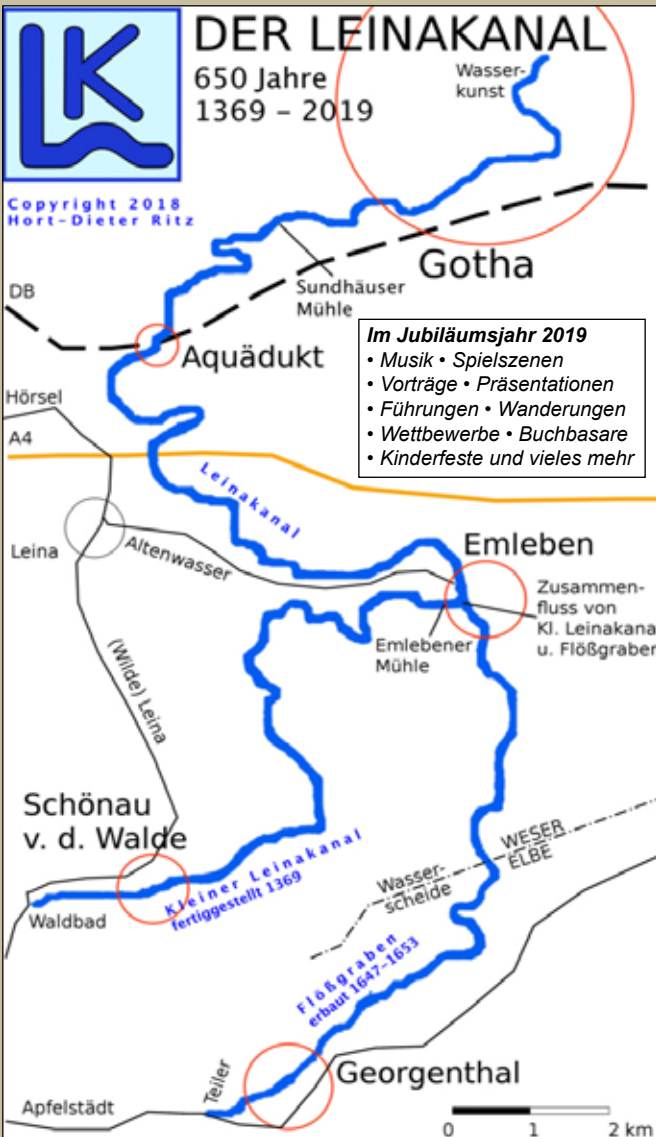 LK
DER LEINAKANAL
650 Jahre
1369 – 2019
Copyright 2018
Hort-Dieter Ritz
Wasser-
kunst
Gotha
Sundhäuser
Mühle
DB
Aquädukt
Im Jubiläumsjahr 2019
• Musik • Spielszenen
• Vorträge • Präsentationen
• Führungen • Wanderungen
• Wettbewerbe • Buchbasare
• Kinderfeste und vieles mehr
Hörsel
A4
Leinakanal
Leina
Altenwasser
Emleben
Zusammen-
fluss von
Kl. Leinakana
u. Flößgraben
Emlebener
Mühle
(Wilde) Leina
Schönau
v. d. Walde
Waldbad
Kleiner Leinakanal
fertiggestellt 1369
WESER
ELBE
Wasser-
scheide
Flößgraben
erbaut 1647–1653
Teiler
Georgenthal
Apfelstädt
0 1 2 km